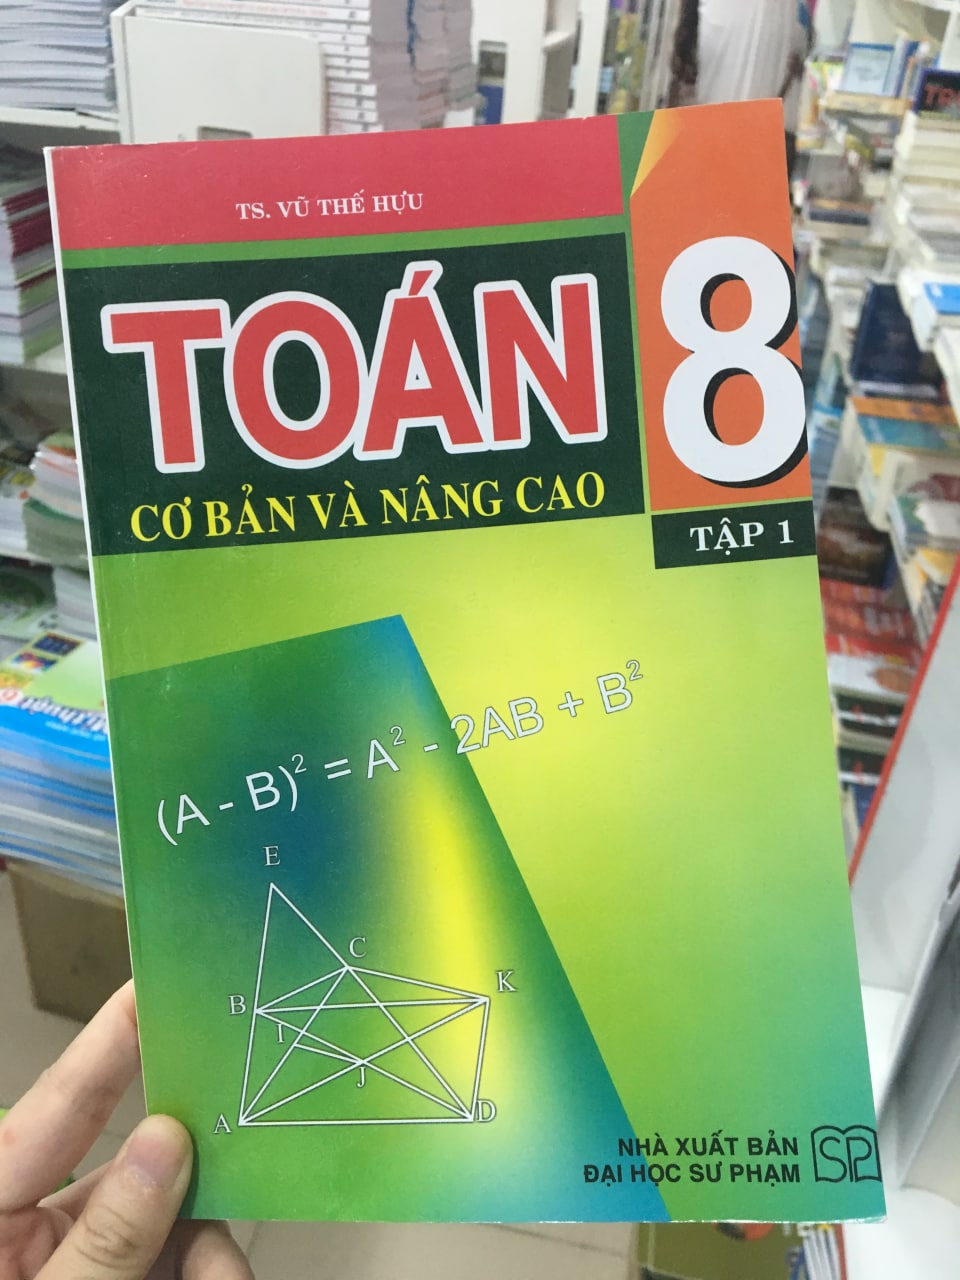 TS. VŨ THẾ HỰU
TOÁN 8
CƠ BẢN VÀ NÂNG CAO
TẬP 1
(A - B)² = A² - 2AB + B²
E
C
B
K
I
J
A
D
NHÀ XUẤT BẢN
ĐẠI HỌC SƯ PHẠM
SP